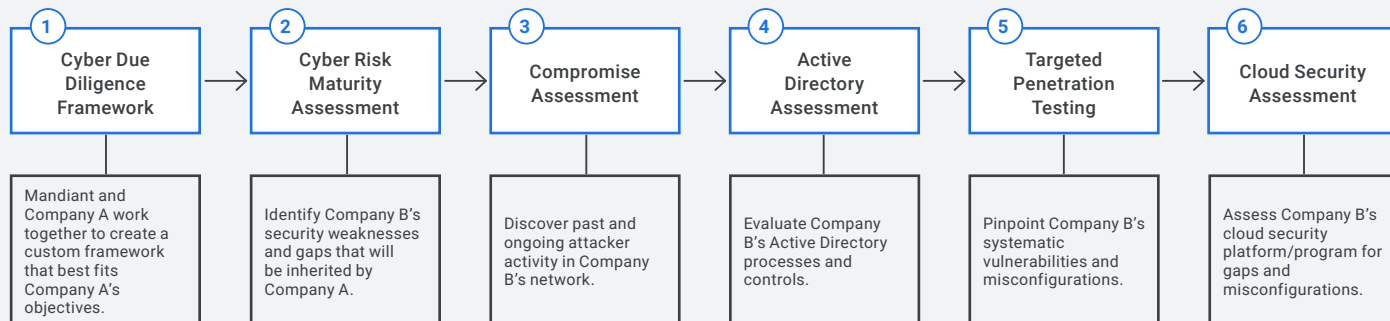 1
Cyber Due
Diligence
Framework
2
Cyber Risk
Maturity
Assessment
3
Compromise
Assessment
4
Active
Directory
Assessment
5
Targeted
Penetration
Testing
6
Cloud Security
Assessment
Mandiant and
Company A work
together to create a
custom framework
that best fits
Company A’s
objectives.
Identify Company B’s
security weaknesses
and gaps that will
be inherited by
Company A.
Discover past and
ongoing attacker
activity in Company
B’s network.
Evaluate Company
B’s Active Directory
processes and
controls.
Pinpoint Company B’s
systematic
vulnerabilities and
misconfigurations.
Assess Company B’s
cloud security
platform/program for
gaps and
misconfigurations.